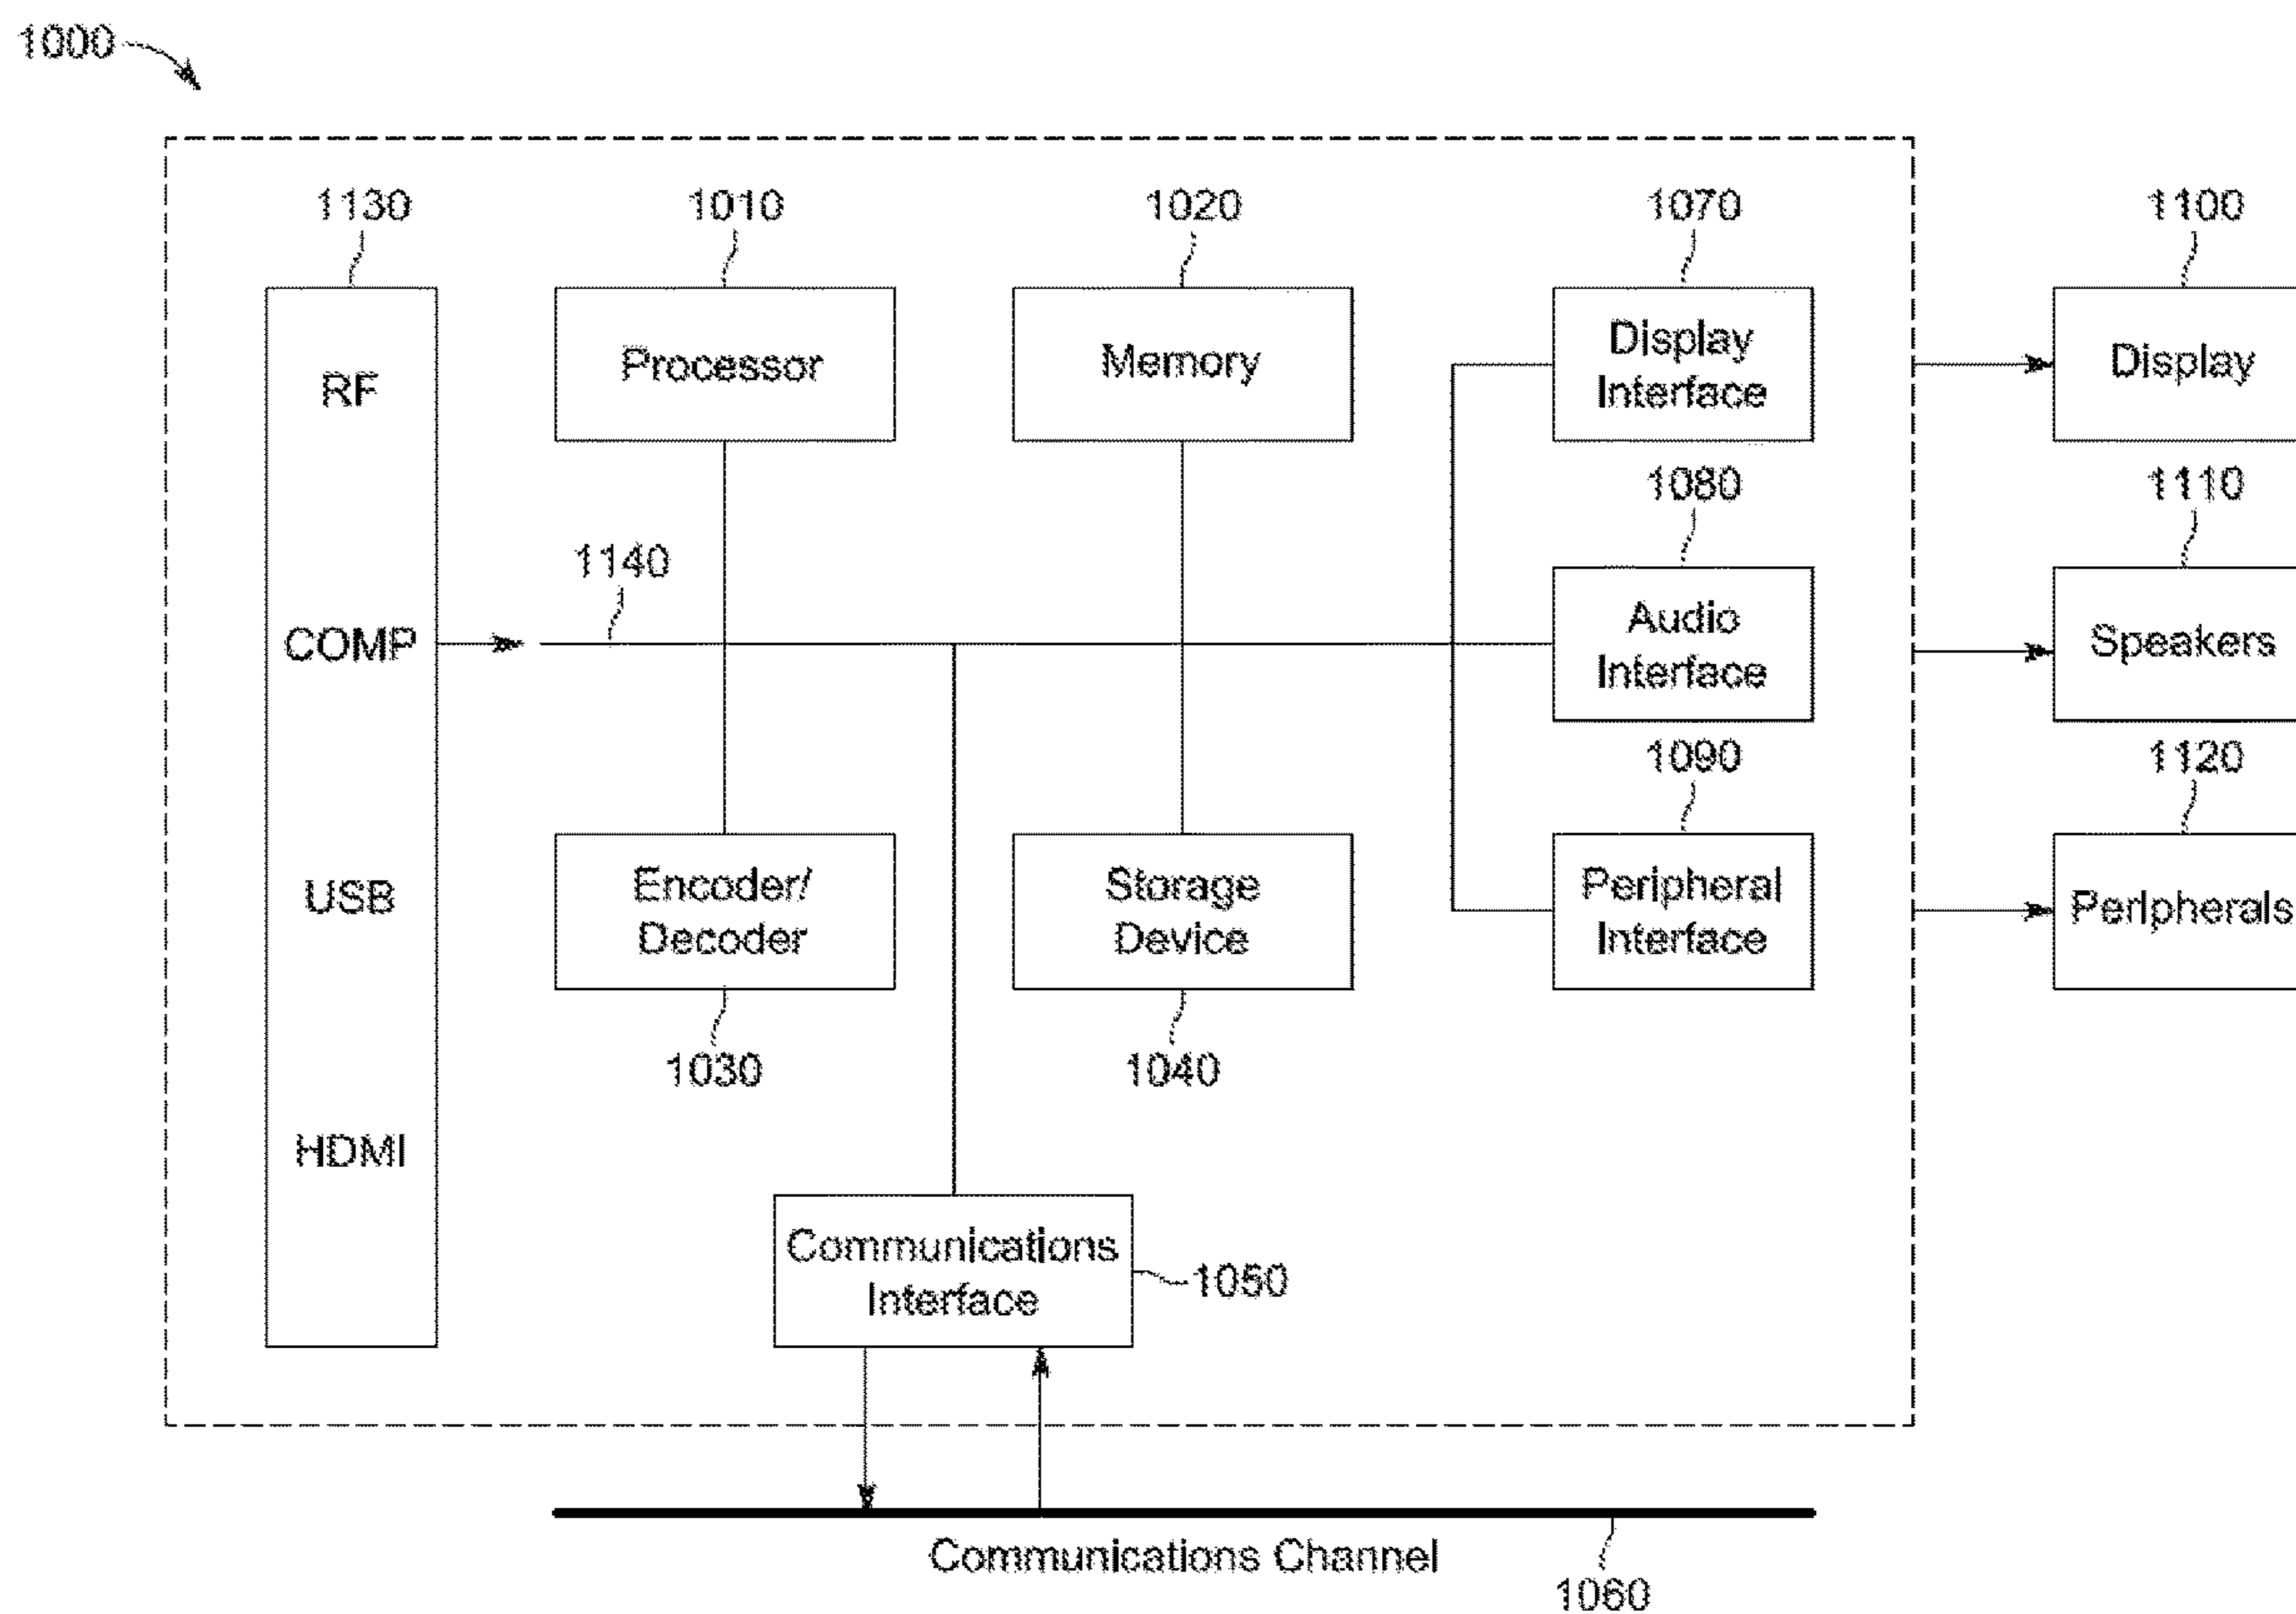 1000
1130
1010
1020
1070
1100
RF
Processor
Memory
Display
Interface
Display
1080
1110
1140
COMP
Audio
Interface
Speakers
1090
1120
USB
Encoder/
Decoder
Storage
Device
Peripheral
Interface
Peripherals
1030
1040
HDMI
Communications
Interface
1050
Communications Channel
1060